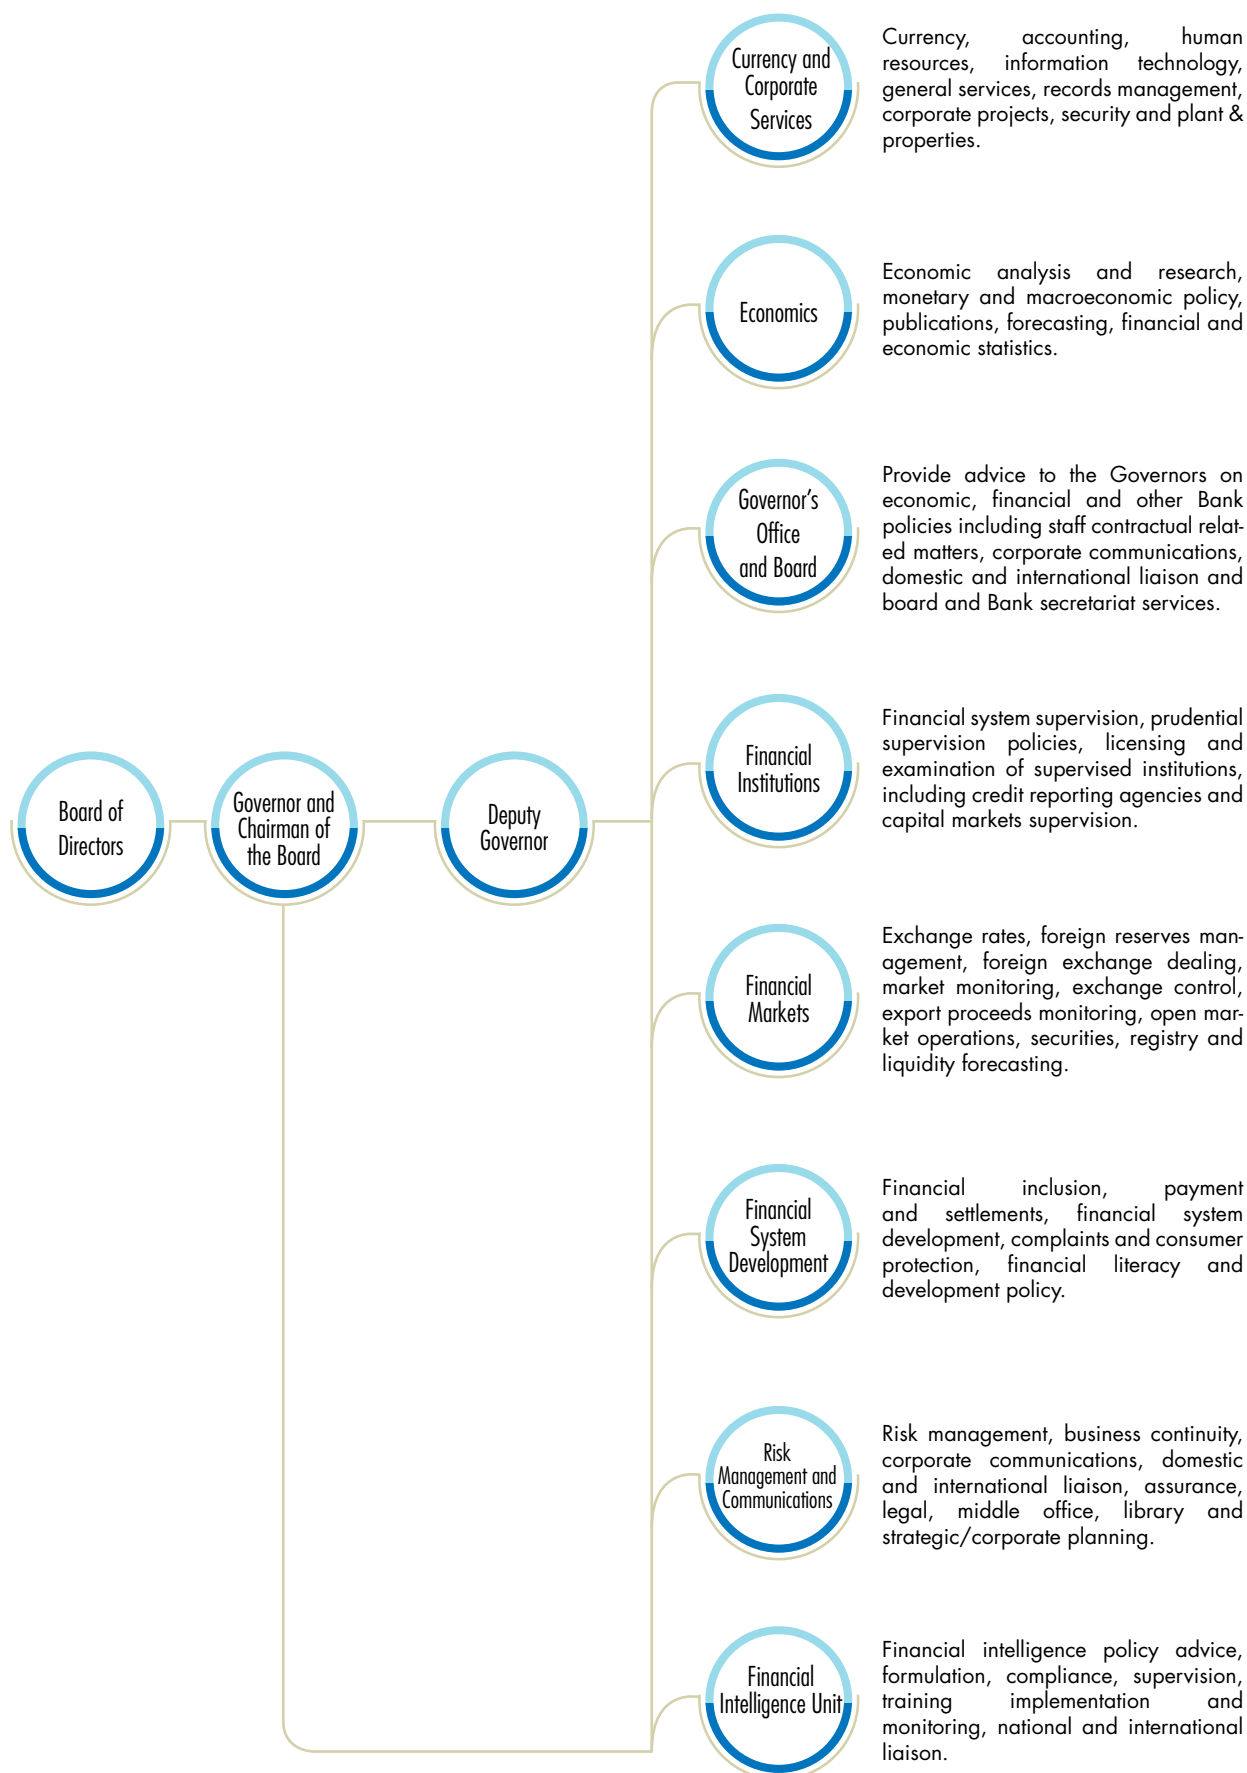 Currency and
Corporate
Services
Currency, accounting, human
resources, information technology,
general services, records management,
corporate projects, security and plant &
properties.
Economics
Economic analysis and research,
monetary and macroeconomic policy,
publications, forecasting, financial and
economic statistics.
Governor's
Office
and Board
Provide advice to the Governors on
economic, financial and other Bank
policies including staff contractual relat-
ed matters, corporate communications,
domestic and international liaison and
board and Bank secretariat services.
Board of
Directors
Governor and
Chairman of
the Board
Deputy
Governor
Financial
Institutions
Financial system supervision, prudential
supervision policies, licensing and
examination of supervised institutions,
including credit reporting agencies and
capital markets supervision.
Financial
Markets
Exchange rates, foreign reserves man-
agement, foreign exchange dealing,
market monitoring, exchange control,
export proceeds monitoring, open mar-
ket operations, securities, registry and
liquidity forecasting.
Financial
System
Development
Financial inclusion, payment
and settlements, financial system
development, complaints and consumer
protection, financial literacy and
development policy.
Risk
Management and
Communications
Risk management, business continuity,
corporate communications, domestic
and international liaison, assurance,
legal, middle office, library and
strategic/corporate planning.
Financial
Intelligence Unit
Financial intelligence policy advice,
formulation, compliance, supervision,
training implementation and
monitoring, national and international
liaison.